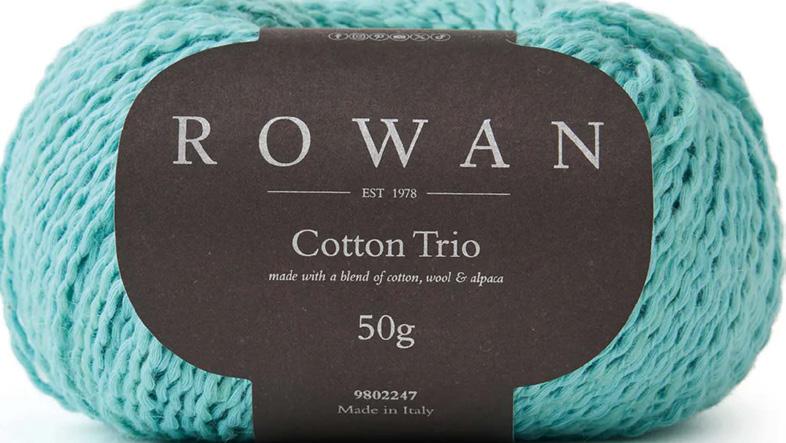 ROWAN
EST 1978
Cotton Trio
made with a blend of cotton, wool & alpaca
50g
9802247
Made in Italy